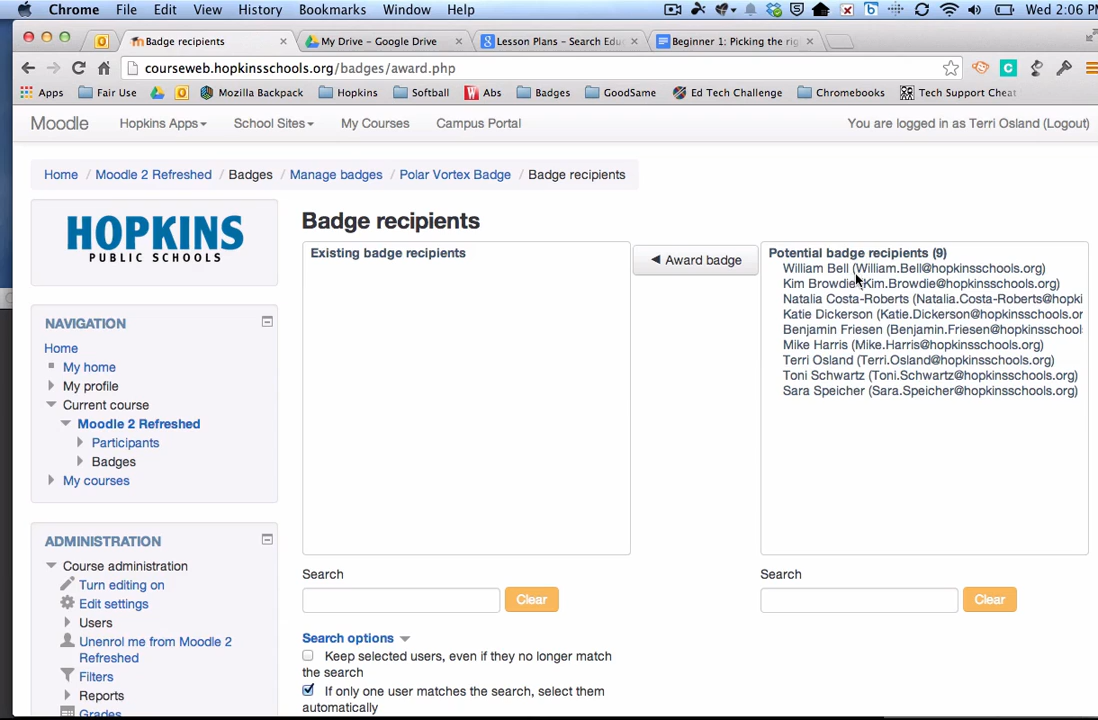 Chrome File Edit View History Bookmarks Window Help Wed 2:06 PM
Badge recipients My Drive – Google Drive Lesson Plans – Search Edu Beginner 1: Picking the rig
courseweb.hopkinsschools.org/badges/award.php
Apps Fair Use Mozilla Backpack Hopkins Softball Abs Badges GoodSame Ed Tech Challenge Chromebooks Tech Support Cheat
Moodle Hopkins Apps School Sites My Courses Campus Portal You are logged in as Terri Osland (Logout)
Home / Moodle 2 Refreshed / Badges / Manage badges / Polar Vortex Badge / Badge recipients
HOPKINS
PUBLIC SCHOOLS
NAVIGATION
Home
My home
My profile
Current course
Moodle 2 Refreshed
Participants
Badges
My courses
ADMINISTRATION
Course administration
Turn editing on
Edit settings
Users
Unenrol me from Moodle 2
Refreshed
Filters
Reports
Grades
Badge recipients
Existing badge recipients
◄ Award badge
Potential badge recipients (9)
William Bell (William.Bell@hopkinsschools.org)
Kim Browdie (Kim.Browdie@hopkinsschools.org)
Natalia Costa-Roberts (Natalia.Costa-Roberts@hopki
Katie Dickerson (Katie.Dickerson@hopkinsschools.or
Benjamin Friesen (Benjamin.Friesen@hopkinsschool
Mike Harris (Mike.Harris@hopkinsschools.org)
Terri Osland (Terri.Osland@hopkinsschools.org)
Toni Schwartz (Toni.Schwartz@hopkinsschools.org)
Sara Speicher (Sara.Speicher@hopkinsschools.org)
Search
Clear
Search
Clear
Search options
Keep selected users, even if they no longer match
the search
If only one user matches the search, select them
automatically